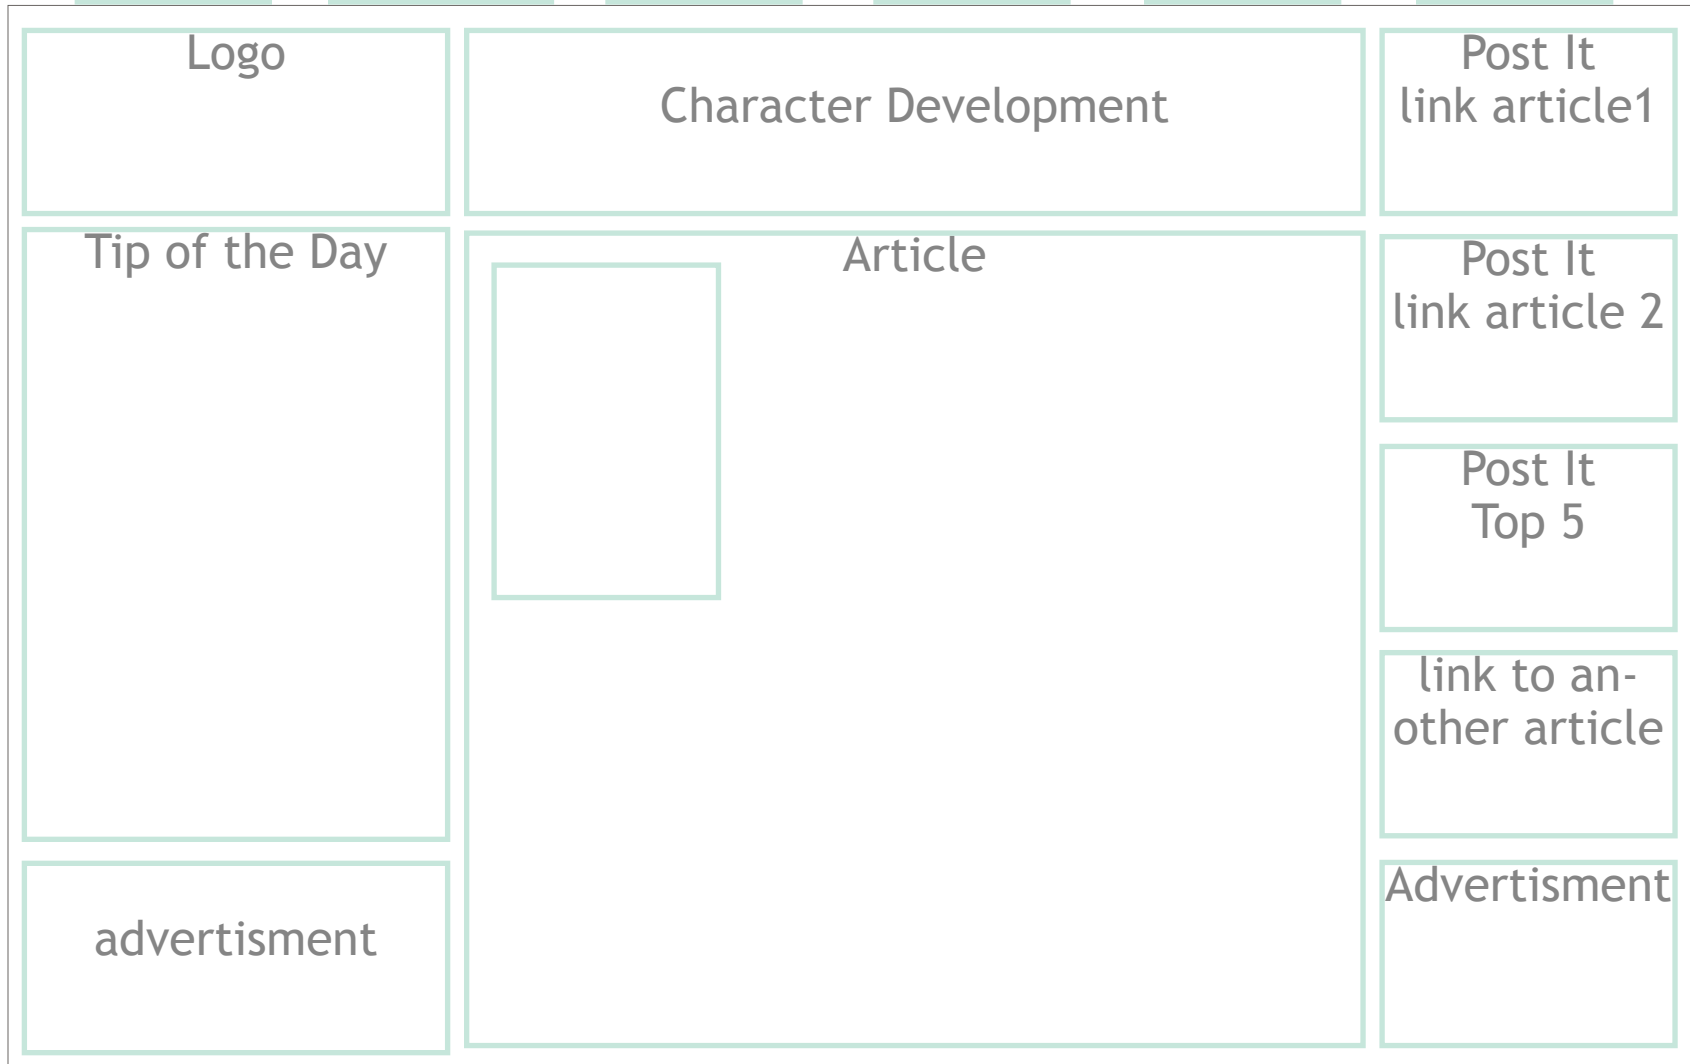 Logo
Character Development
Post It
link article1
Tip of the Day
Article
Post It
link article 2
Post It
Top 5
link to an-
other article
advertisment
Advertisment